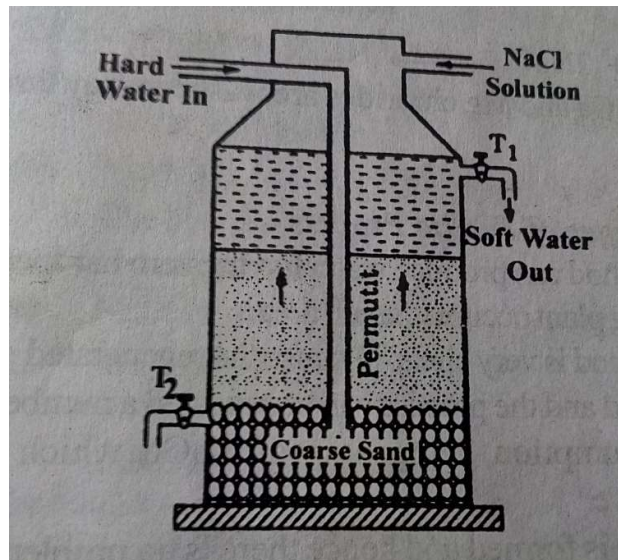 Hard
Water In
NaCl
Solution
T1
Soft Water
Out
Permutit
T2
Coarse Sand